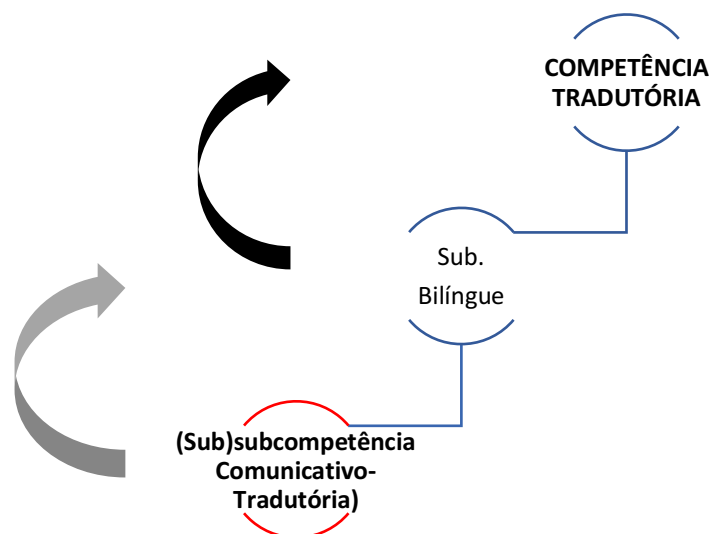 COMPETÊNCIA
TRADUTÓRIA
Sub.
Bilíngue
(Sub)subcompetência
Comunicativo-
Tradutória)